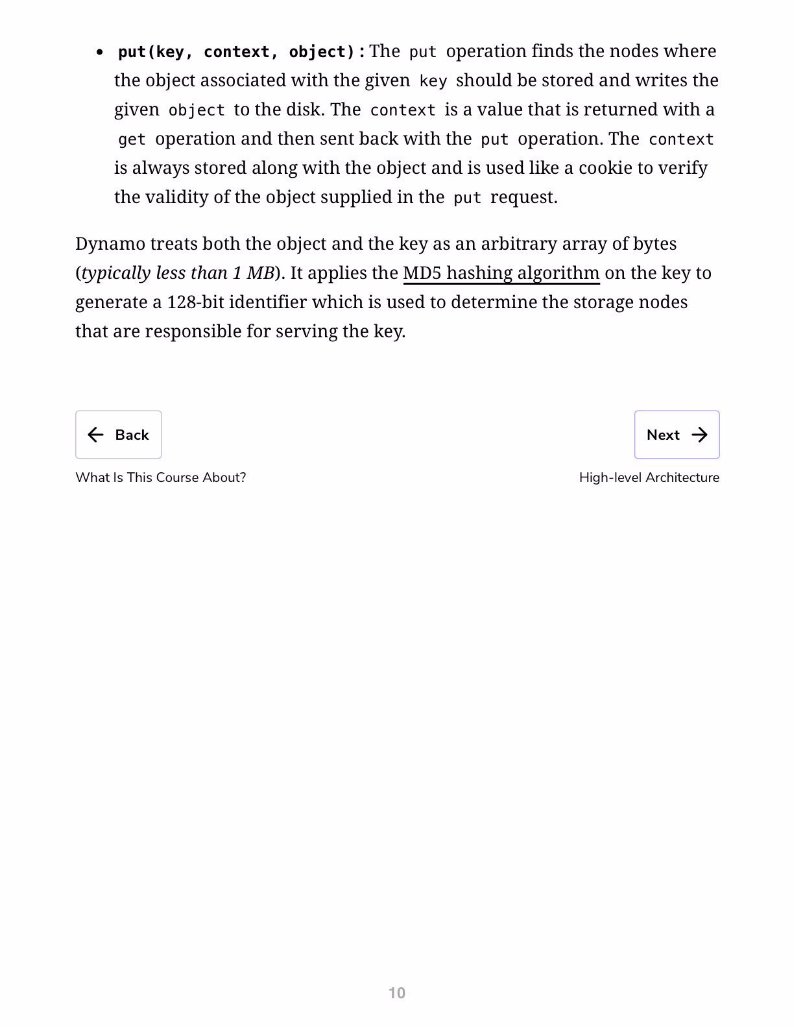 • put(key, context, object): The put operation finds the nodes where
the object associated with the given key should be stored and writes the
given object to the disk. The context is a value that is returned with a
get operation and then sent back with the put operation. The context
is always stored along with the object and is used like a cookie to verify
the validity of the object supplied in the put request.
Dynamo treats both the object and the key as an arbitrary array of bytes
(typically less than 1 MB). It applies the MD5 hashing algorithm on the key to
generate a 128-bit identifier which is used to determine the storage nodes
that are responsible for serving the key.
← Back
Next →
What Is This Course About?
High-level Architecture
10